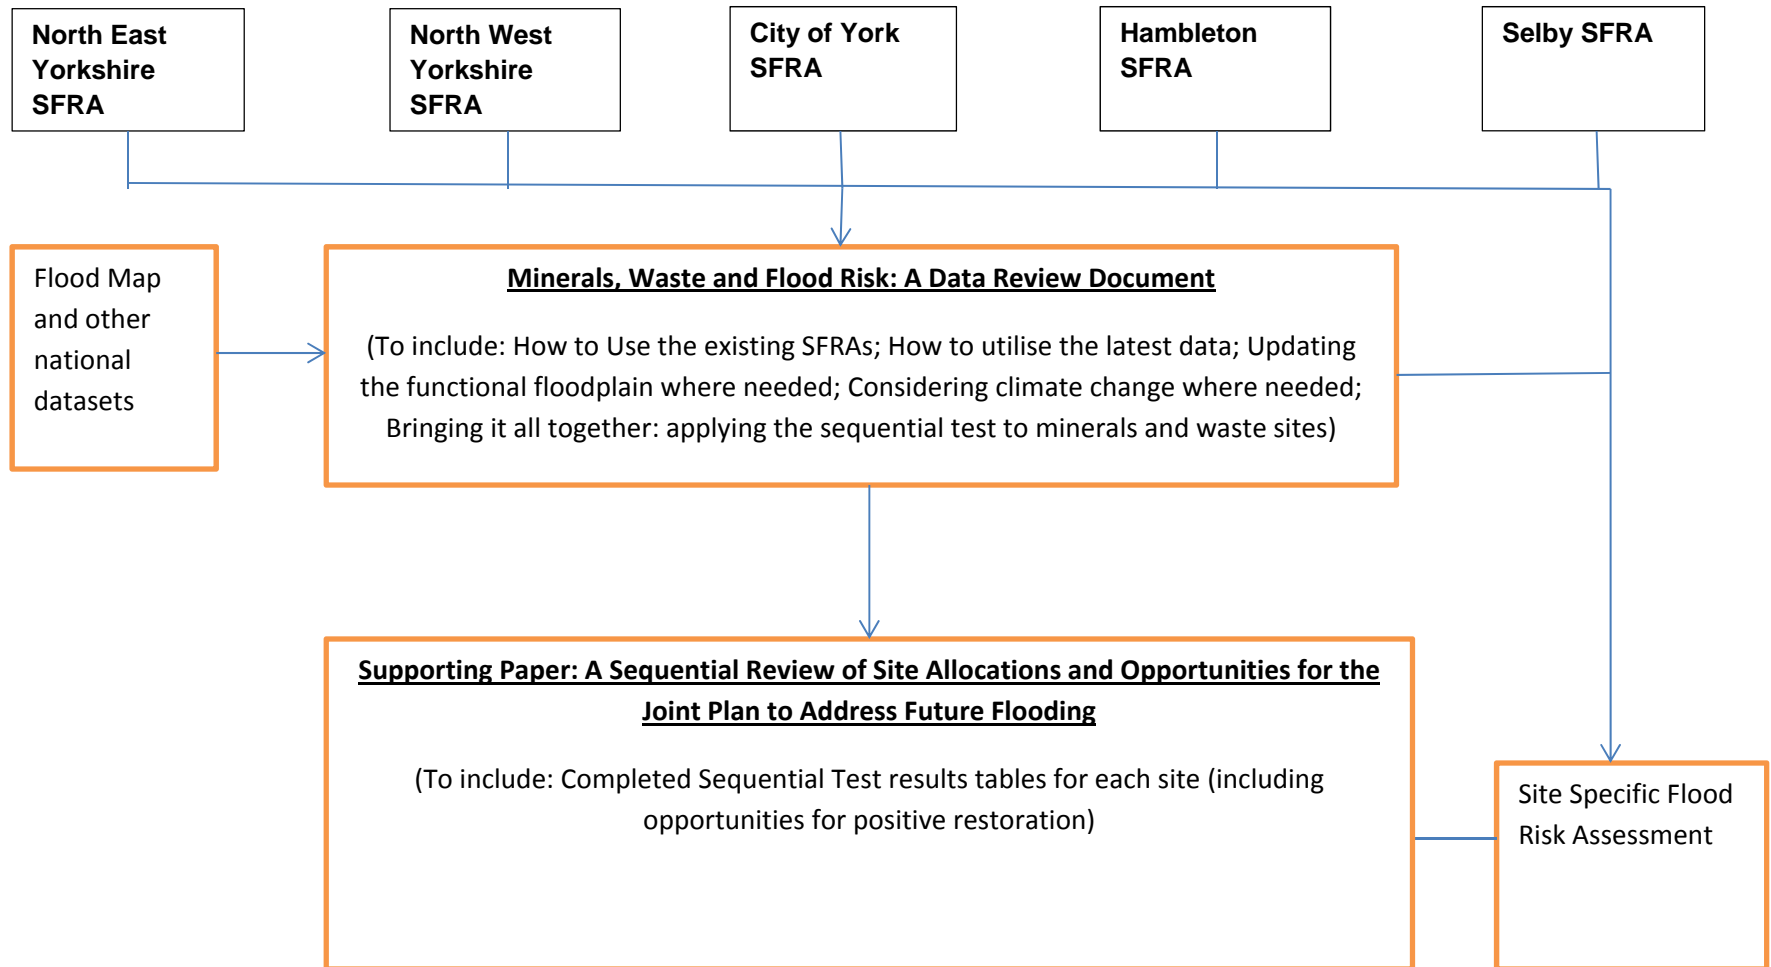 North East
Yorkshire
SFRA
North West
Yorkshire
SFRA
City of York
SFRA
Hambleton
SFRA
Selby SFRA
Flood Map
and other
national
datasets
Minerals, Waste and Flood Risk: A Data Review Document
(To include: How to Use the existing SFRAs; How to utilise the latest data; Updating
the functional floodplain where needed; Considering climate change where needed;
Bringing it all together: applying the sequential test to minerals and waste sites)
Supporting Paper: A Sequential Review of Site Allocations and Opportunities for the
Joint Plan to Address Future Flooding
(To include: Completed Sequential Test results tables for each site (including
opportunities for positive restoration)
Site Specific Flood
Risk Assessment